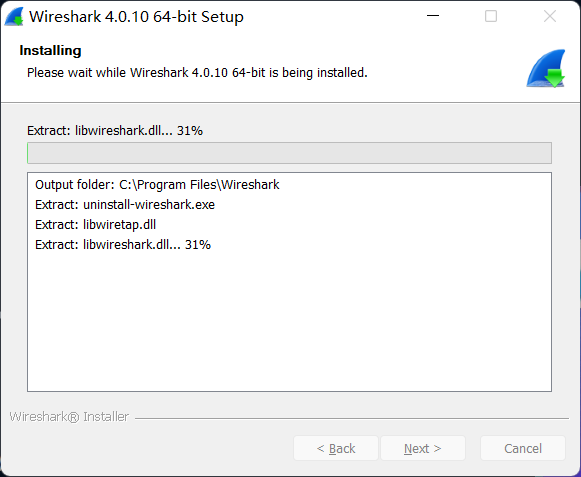 Wireshark 4.0.10 64-bit Setup
Installing
Please wait while Wireshark 4.0.10 64-bit is being installed.
Extract: libwireshark.dll... 31%
Output folder: C:\Program Files\Wireshark
Extract: uninstall-wireshark.exe
Extract: libwiretap.dll
Extract: libwireshark.dll... 31%
Wireshark® Installer
< Back Next > Cancel